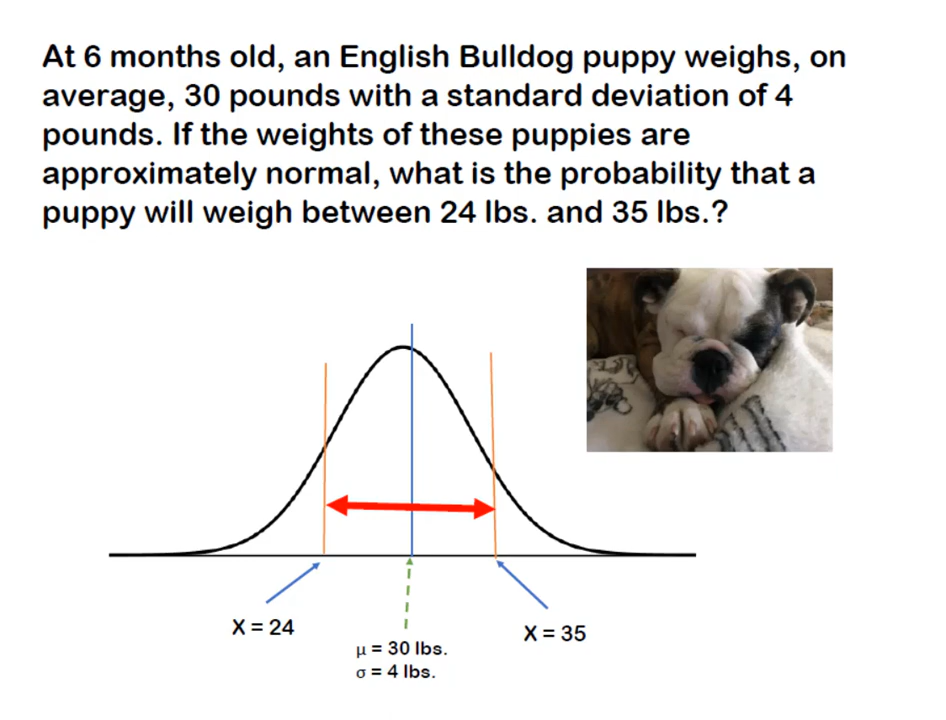 At 6 months old, an English Bulldog puppy weighs, on
average, 30 pounds with a standard deviation of 4
pounds. If the weights of these puppies are
approximately normal, what is the probability that a
puppy will weigh between 24 lbs. and 35 lbs.?
X = 24
X = 35
μ = 30 lbs.
σ = 4 lbs.